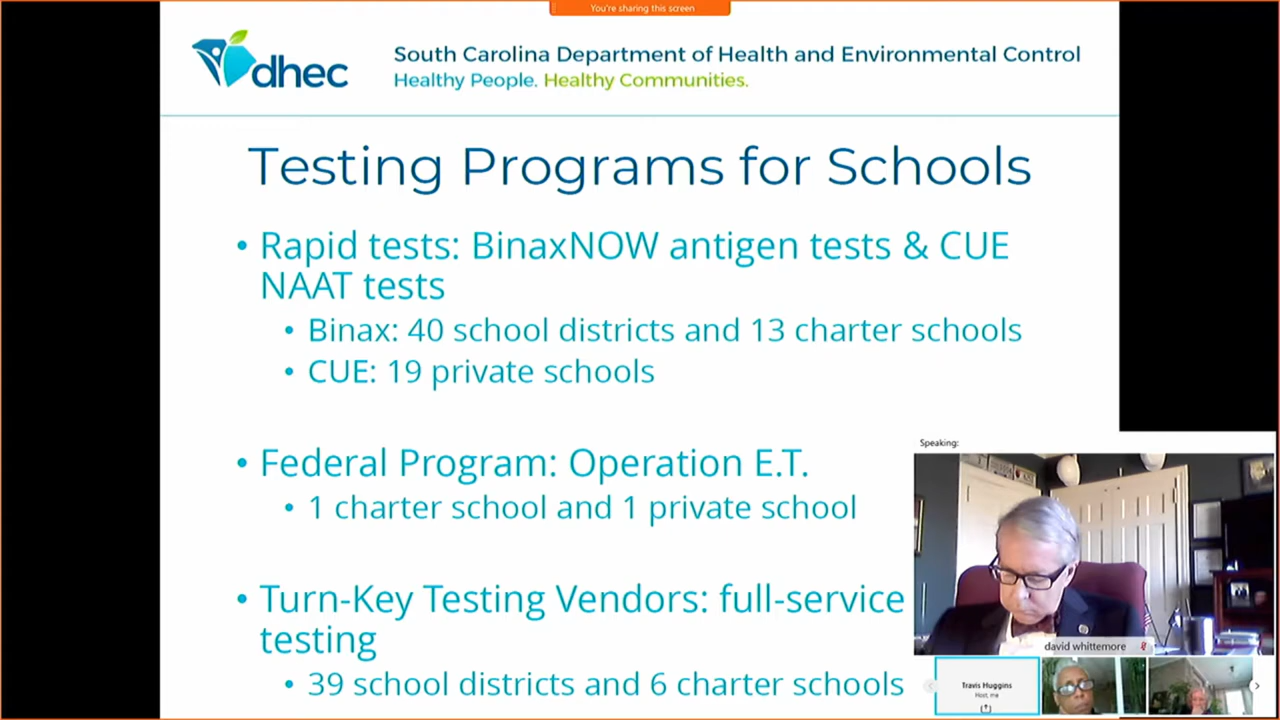 You're sharing this screen
dhec
South Carolina Department of Health and Environmental Control
Healthy People. Healthy Communities.
Testing Programs for Schools
• Rapid tests: BinaxNOW antigen tests & CUE
NAAT tests
• Binax: 40 school districts and 13 charter schools
• CUE: 19 private schools
• Federal Program: Operation E.T.
• 1 charter school and 1 private school
• Turn-Key Testing Vendors: full-service
testing
• 39 school districts and 6 charter schools
Speaking:
david whittemore
Travis Huggins
Host, me